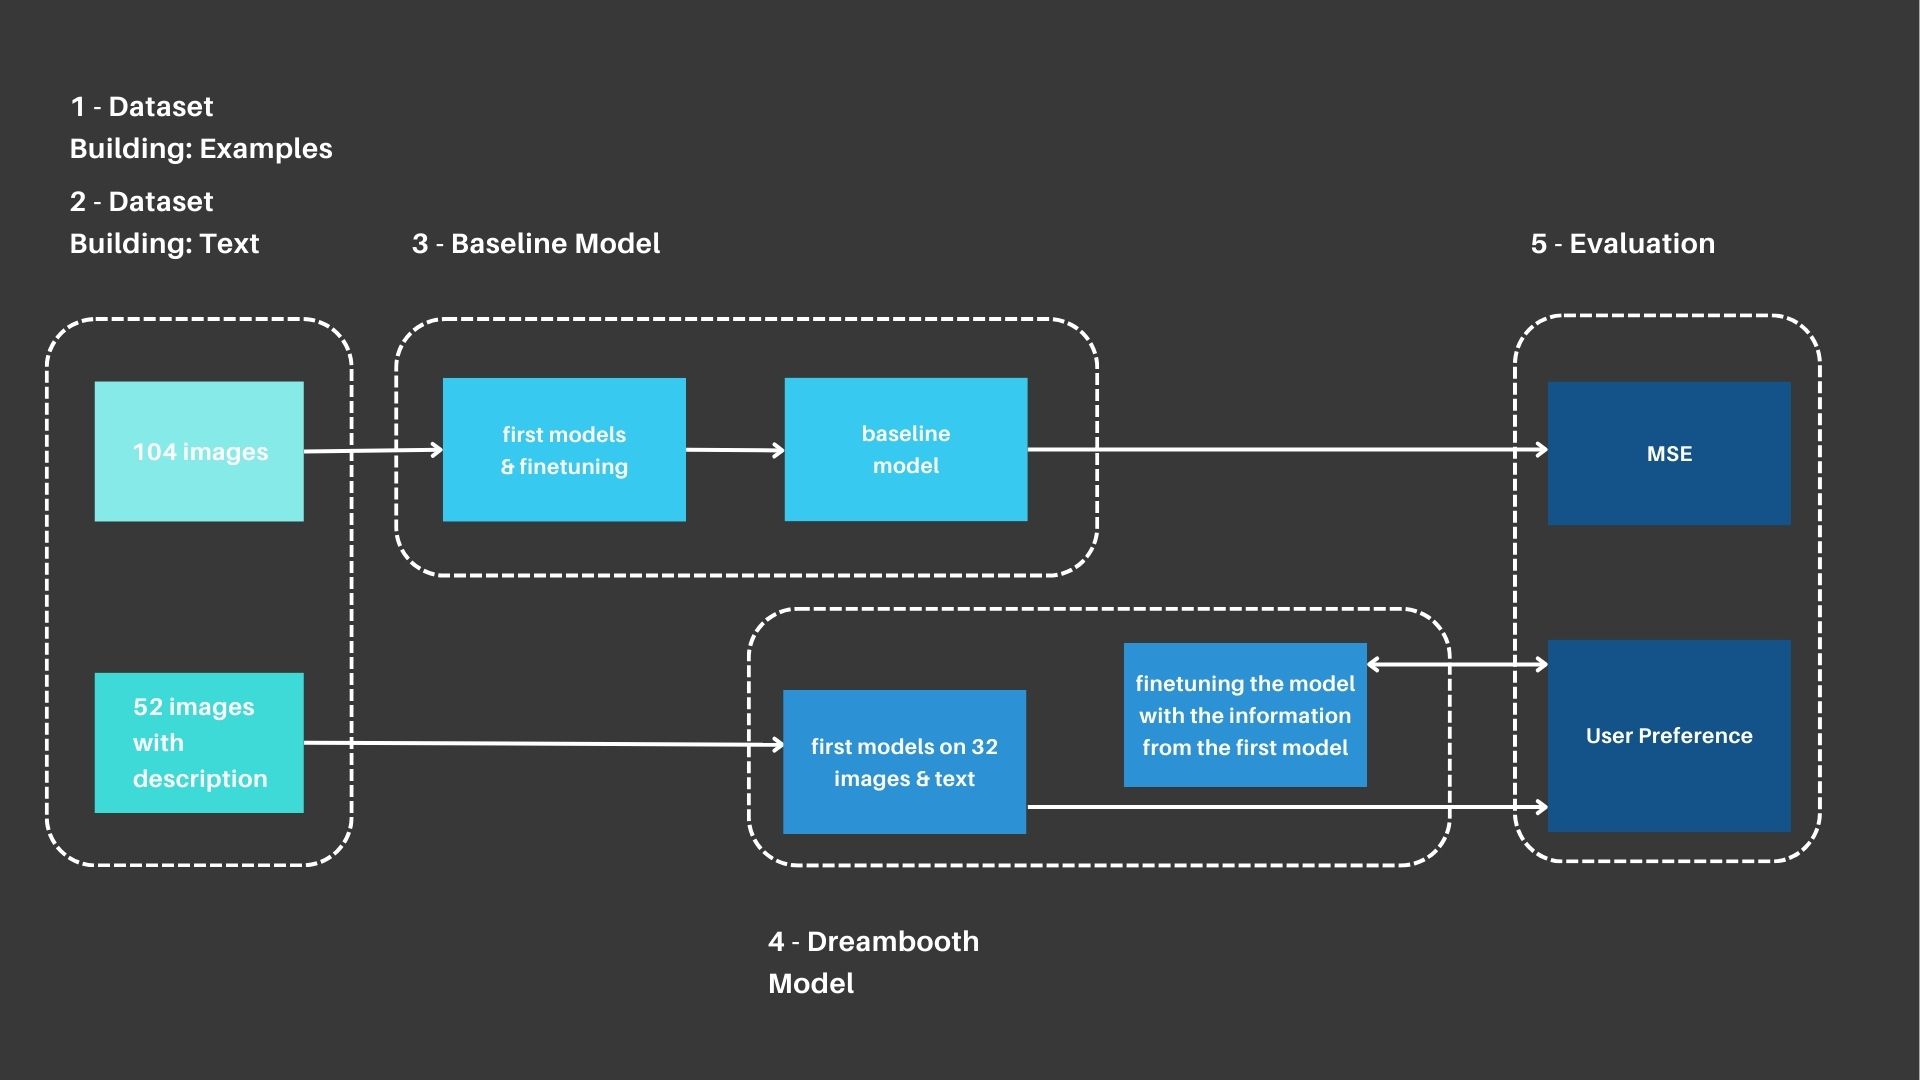 1 - Dataset
Building: Examples
2 - Dataset
Building: Text
3 - Baseline Model
5 - Evaluation
104 images
first models
& finetuning
baseline
model
MSE
52 images
with
description
first models on 32
images & text
finetuning the model
with the information
from the first model
User Preference
4 - Dreambooth
Model